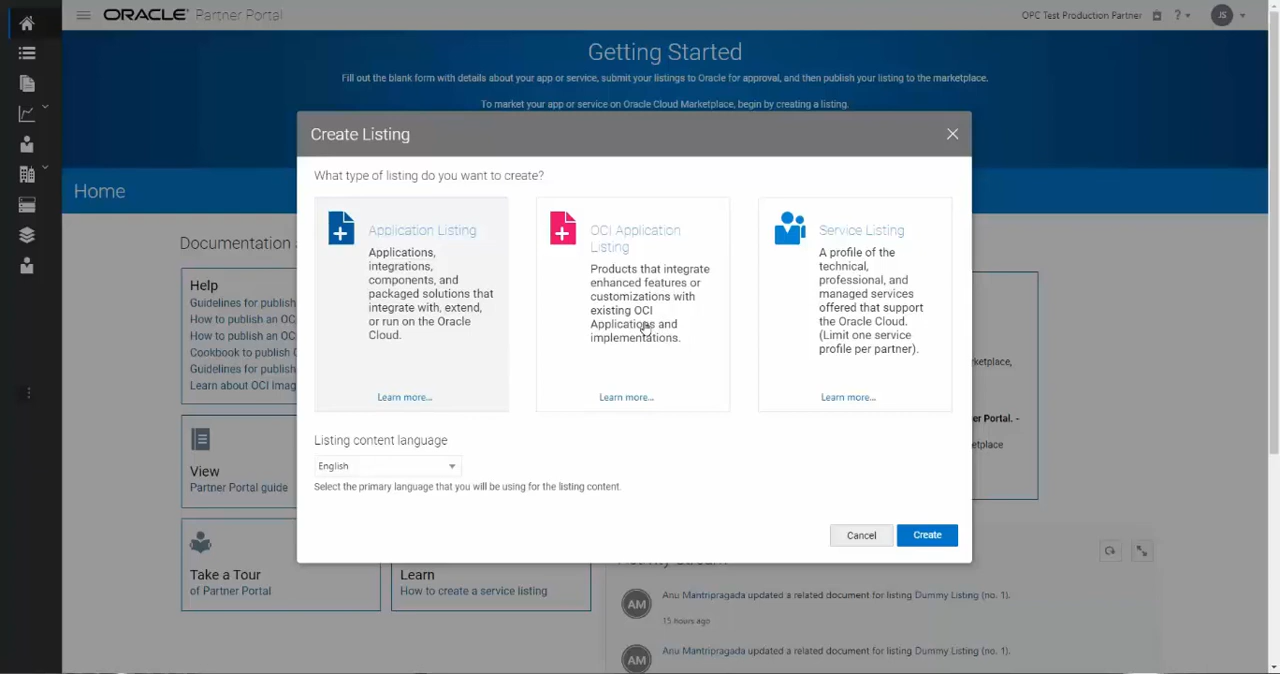 ORACLE Partner Portal
OPC Test Production Partner
?
JS
Getting Started
Fill out the blank form with details about your app or service, submit your listings to Oracle for approval, and then publish your listing to the marketplace.
To market your app or service on Oracle Cloud Marketplace, begin by creating a listing.
Home
Documentation
Help
Guidelines for publish
How to publish an OC
How to publish an OCI
Cookbook to publish
Guidelines for publish
Learn about OCI Imag
View
Partner Portal guide
Take a Tour
of Partner Portal
Learn
How to create a service listing
Create Listing
What type of listing do you want to create?
Application Listing
Applications,
integrations,
components, and
packaged solutions that
integrate with, extend,
or run on the Oracle
Cloud.
Learn more...
OCI Application
Listing
Products that integrate
enhanced features or
customizations with
existing OCI
Applications and
implementations.
Learn more...
Service Listing
A profile of the
technical,
professional, and
managed services
offered that support
the Oracle Cloud.
(Limit one service
profile per partner).
Learn more...
Listing content language
English
Select the primary language that you will be using for the listing content.
Cancel
Create
AM
Anu Mantripragada updated a related document for listing Dummy Listing (no. 1).
15 hours ago
AM
Anu Mantripragada updated a related document for listing Dummy Listing (no. 1).